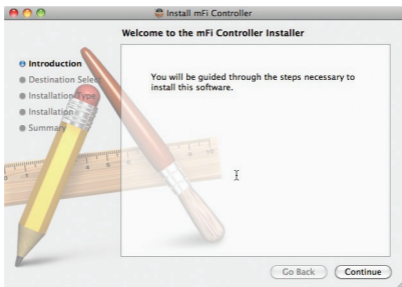 Install mFi Controller
Welcome to the mFi Controller Installer
Introduction
Destination Select
Installation Type
Installation
Summary
You will be guided through the steps necessary to
install this software.
Go Back
Continue